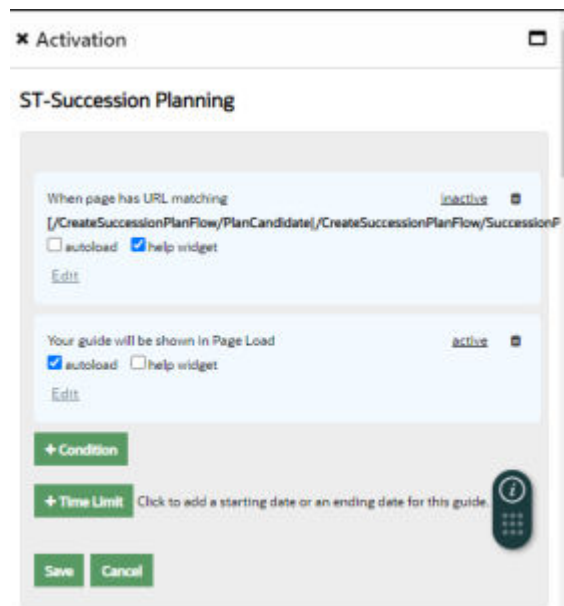 ✖ Activation
ST-Succession Planning
When page has URL matching inactive
[/CreateSuccessionPlanFlow/PlanCandidate|/CreateSuccessionPlanFlow/SuccessionP
autoload help widget
Edit
Your guide will be shown in Page Load active
autoload help widget
Edit
+ Condition
+ Time Limit Click to add a starting date or an ending date for this guide.
Save Cancel